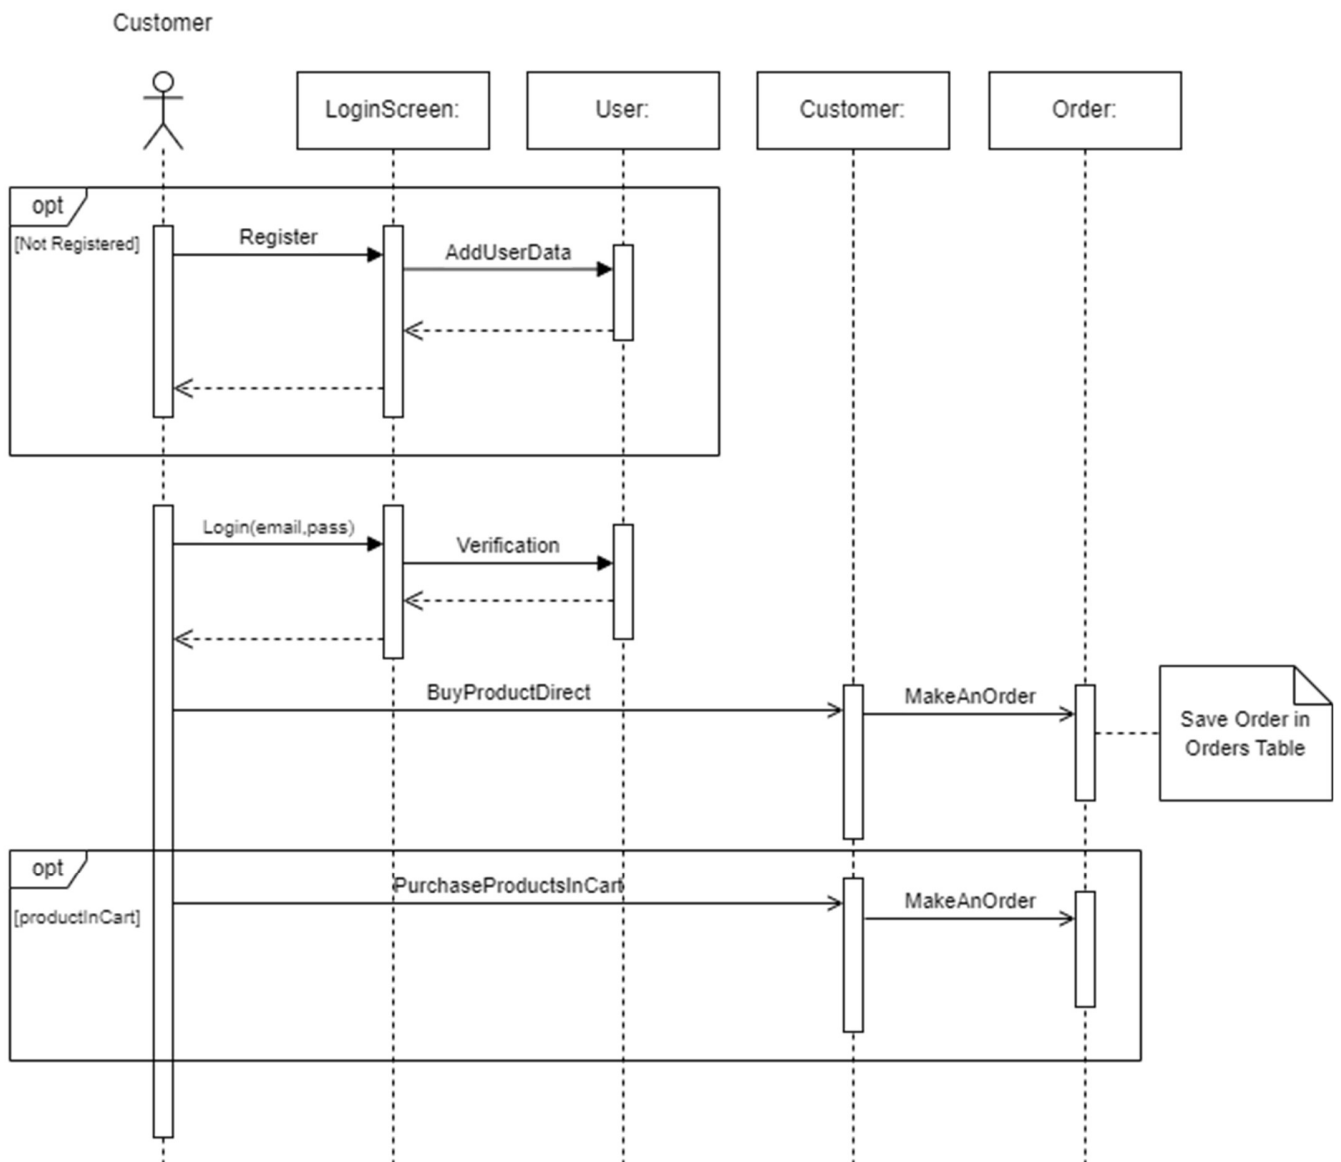 Customer
LoginScreen:
User:
Customer:
Order:
opt
[Not Registered]
Register
AddUserData
Login(email,pass)
Verification
BuyProductDirect
MakeAnOrder
Save Order in
Orders Table
opt
[productInCart]
PurchaseProductsInCart
MakeAnOrder